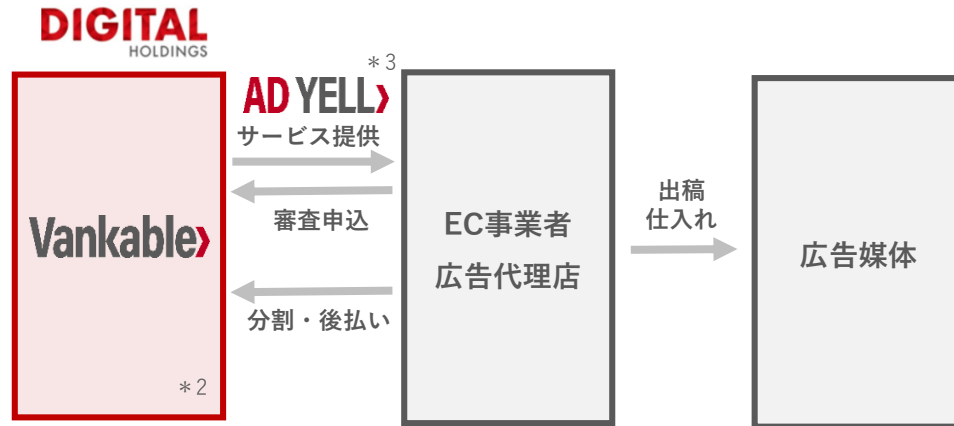 DIGITAL
HOLDINGS
Vankable
＊2
＊3
AD YELL
サービス提供
審査申込
分割・後払い
EC事業者
広告代理店
出稿
仕入れ
広告媒体